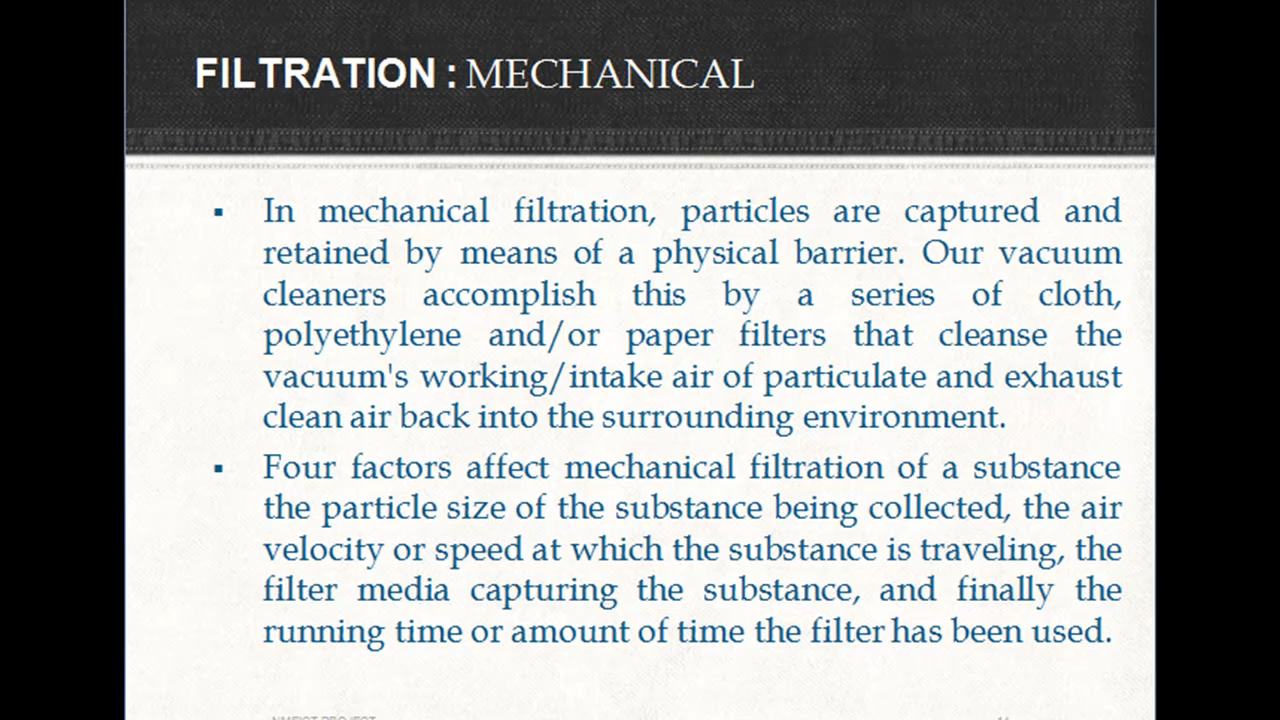 FILTRATION : MECHANICAL
▪ In mechanical filtration, particles are captured and
retained by means of a physical barrier. Our vacuum
cleaners accomplish this by a series of cloth,
polyethylene and/or paper filters that cleanse the
vacuum's working/intake air of particulate and exhaust
clean air back into the surrounding environment.
▪ Four factors affect mechanical filtration of a substance
the particle size of the substance being collected, the air
velocity or speed at which the substance is traveling, the
filter media capturing the substance, and finally the
running time or amount of time the filter has been used.